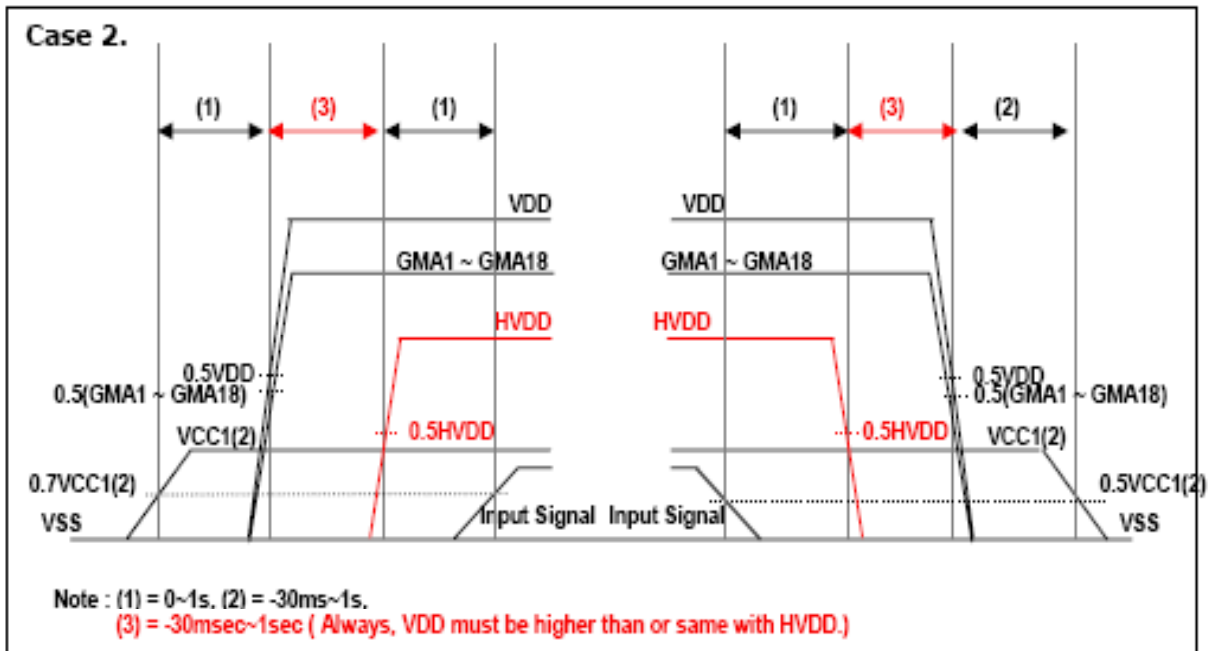 Case 2.
(1) (3) (1) (1) (3) (2)
VDD VDD
GMA1 ~ GMA18 GMA1 ~ GMA18
HVDD HVDD
0.5VDD 0.5VDD
0.5(GMA1 ~ GMA18) 0.5(GMA1 ~ GMA18)
VCC1(2) 0.5HVDD 0.5HVDD VCC1(2)
0.7VCC1(2) 0.5VCC1(2)
VSS Input Signal Input Signal VSS
Note : (1) = 0~1s, (2) = -30ms~1s,
(3) = -30msec~1sec ( Always, VDD must be higher than or same with HVDD.)